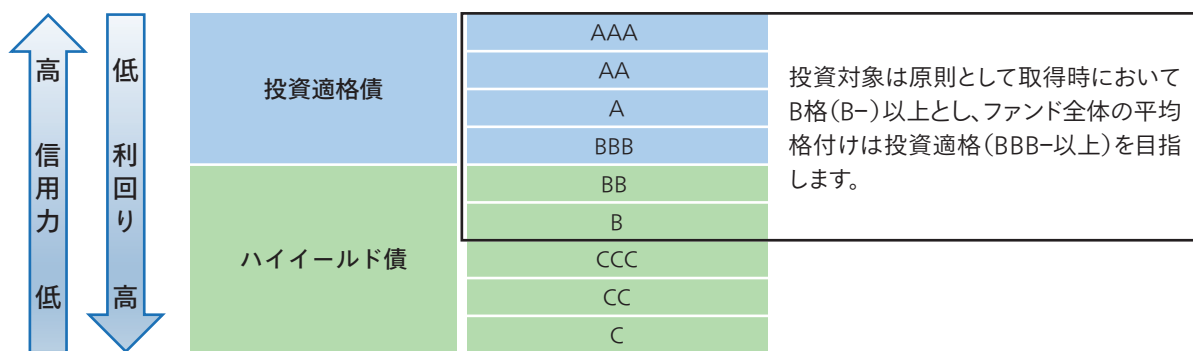 高 信用力 低
低 利回り 高
投資適格債
ハイイールド債
AAA
AA
A
BBB
BB
B
CCC
CC
C
投資対象は原則として取得時において
B格（B−）以上とし、ファンド全体の平均
格付けは投資適格（BBB−以上）を目指
します。